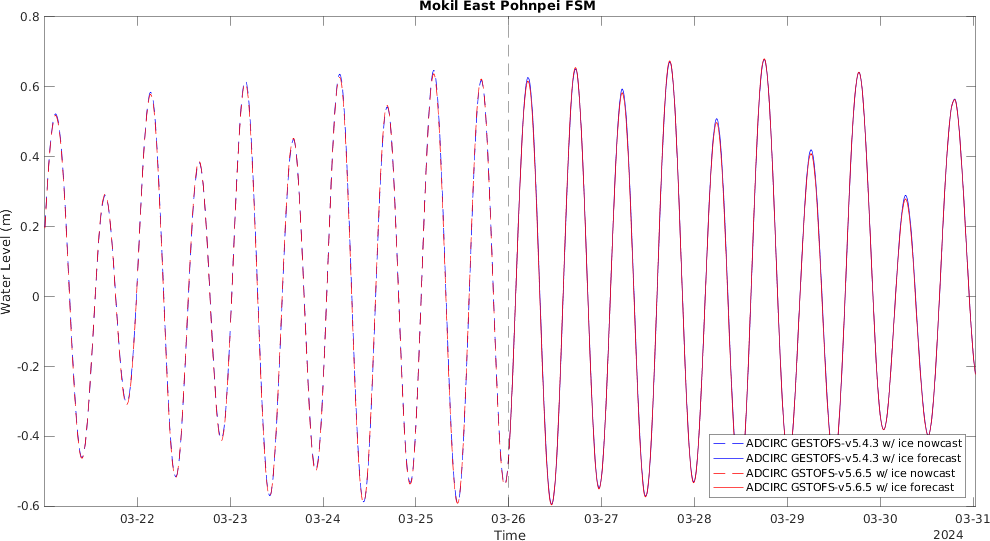 Mokil East Pohnpei FSM
0.8
0.6
0.4
0.2
0
-0.2
-0.4
-0.6
Water Level (m)
ADCIRC GESTOFS-v5.4.3 w/ ice nowcast
ADCIRC GESTOFS-v5.4.3 w/ ice forecast
ADCIRC GSTOFS-v5.6.5 w/ ice nowcast
ADCIRC GSTOFS-v5.6.5 w/ ice forecast
03-22 03-23 03-24 03-25 03-26 03-27 03-28 03-29 03-30 03-31
Time
2024